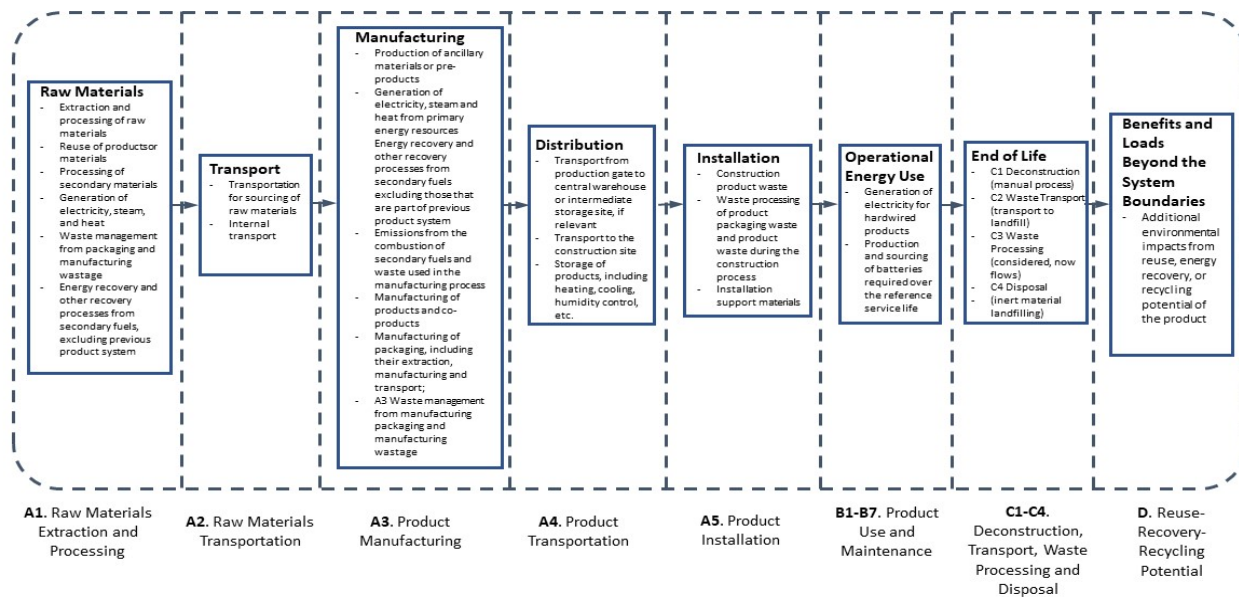 Raw Materials
- Extraction and
processing of raw
materials
- Reuse of productsor
materials
- Processing of
secondary materials
- Generation of
electricity, steam,
and heat
- Waste management
from packaging and
manufacturing
wastage
- Energy recovery and
other recovery
processes from
secondary fuels,
excluding previous
product system
Transport
- Transportation
for sourcing of
raw materials
- Internal
transport
Manufacturing
- Production of ancillary
materials or pre-
products
- Generation of
electricity, steam and
heat from primary
energy resources
Energy recovery and
other recovery
processes from
secondary fuels
excluding those that
are part of previous
product system
- Emissions from the
combustion of
secondary fuels and
waste used in the
manufacturing process
- Manufacturing of
products and co-
products
- Manufacturing of
packaging, including
their extraction,
manufacturing and
transport;
- A3 Waste management
from manufacturing
packaging and
manufacturing
wastage
Distribution
- Transport from
production gate to
central warehouse
or intermediate
storage site, if
relevant
- Transport to the
construction site
- Storage of
products, including
heating, cooling,
humidity control,
etc.
Installation
- Construction
product waste
- Waste processing
of product
packaging waste
and product
waste during the
construction
process
- Installation
support materials
Operational
Energy Use
- Generation of
electricity for
hardwired
products
- Production
and sourcing
of batteries
required over
the reference
service life
End of Life
- C1 Deconstruction
(manual process)
- C2 Waste Transport
(transport to
landfill)
- C3 Waste
Processing
(considered, now
flows)
- C4 Disposal
- (inert material
landfilling)
Benefits and
Loads
Beyond the
System
Boundaries
- Additional
environmental
impacts from
reuse, energy
recovery, or
recycling
potential of
the product
A1. Raw Materials
Extraction and
Processing
A2. Raw Materials
Transportation
A3. Product
Manufacturing
A4. Product
Transportation
A5. Product
Installation
B1-B7. Product
Use and
Maintenance
C1-C4.
Deconstruction,
Transport, Waste
Processing and
Disposal
D. Reuse-
Recovery-
Recycling
Potential